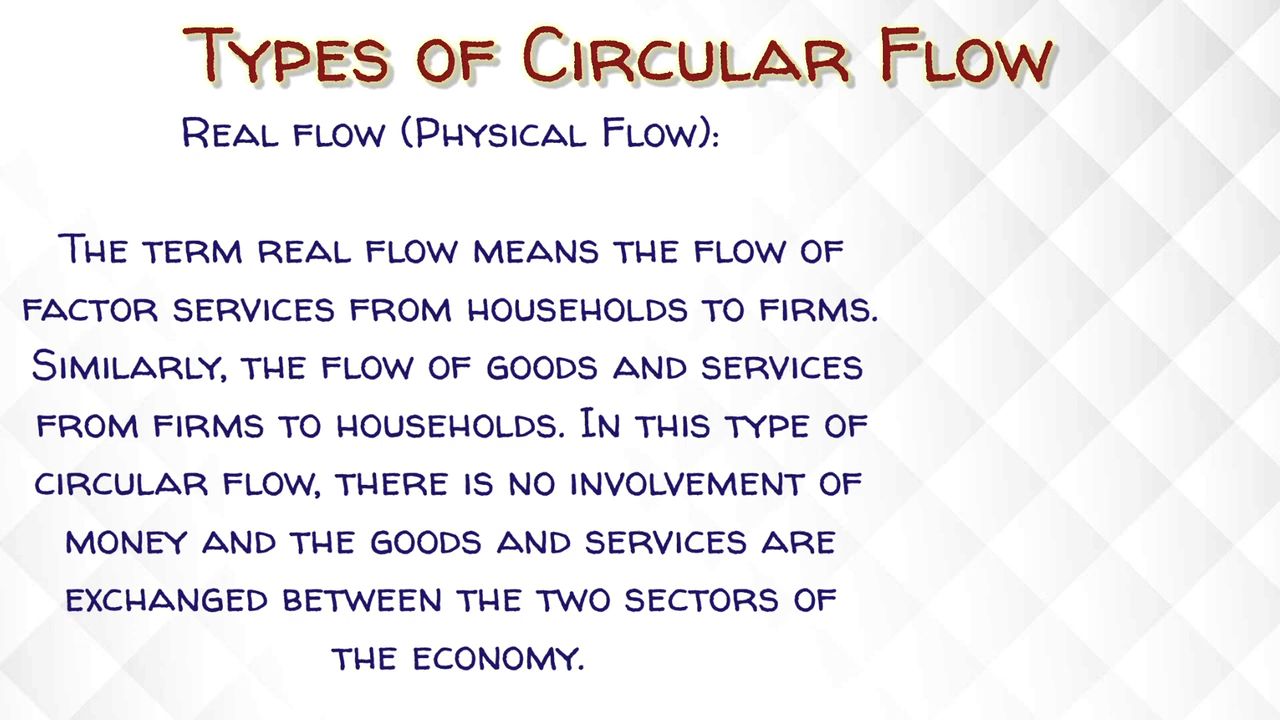 Types of Circular Flow
Real flow (Physical Flow):
The term real flow means the flow of
factor services from households to firms.
Similarly, the flow of goods and services
from firms to households. In this type of
circular flow, there is no involvement of
money and the goods and services are
exchanged between the two sectors of
the economy.